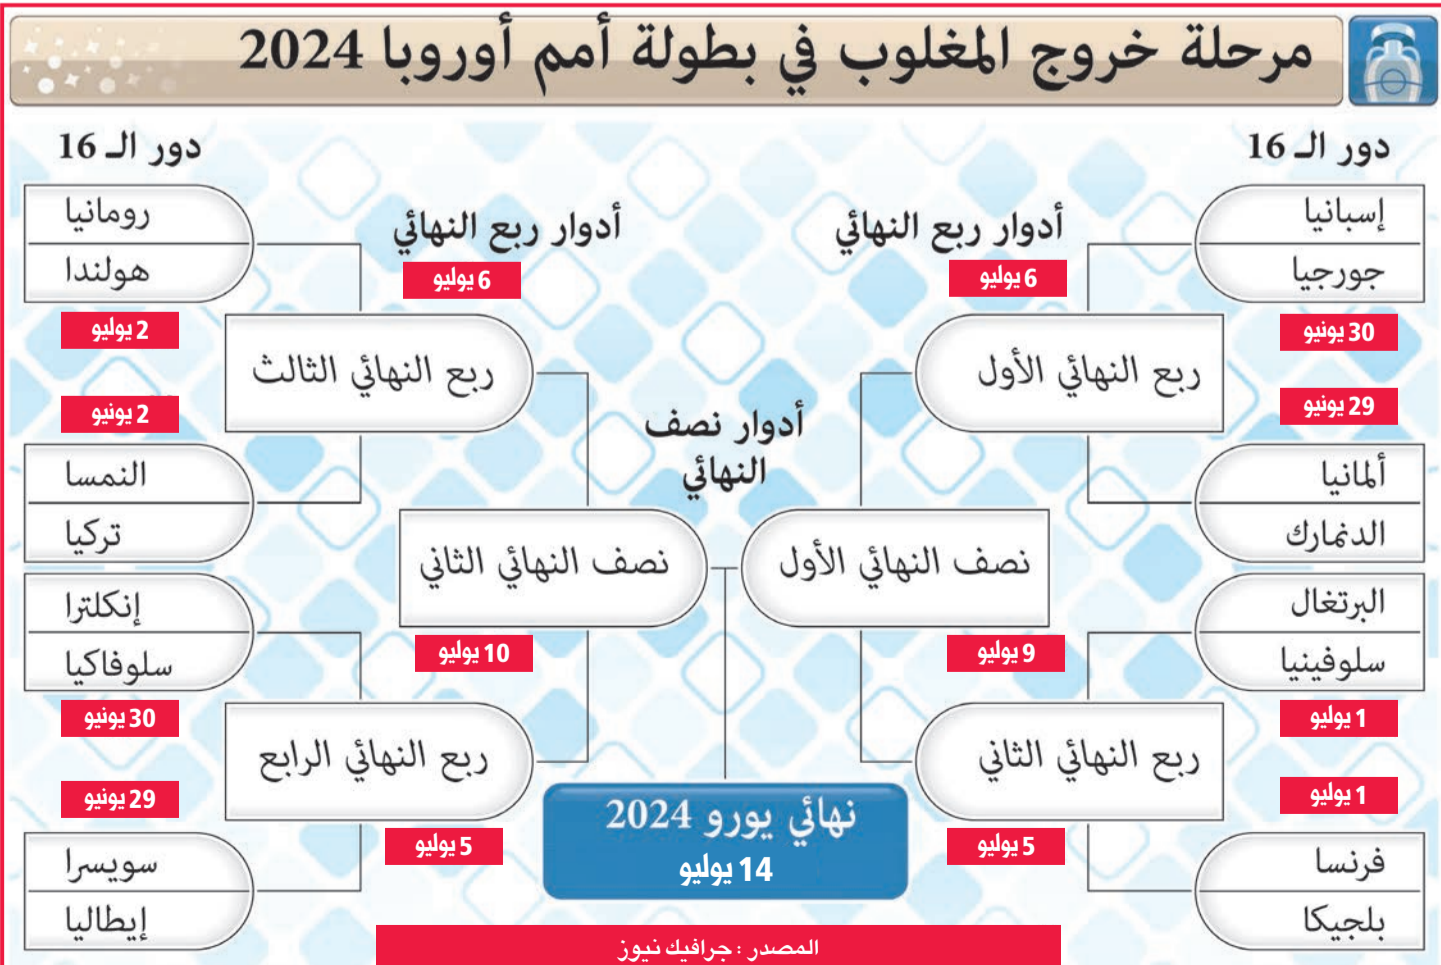 مرحلة خروج المغلوب في بطولة أمم أوروبا 2024
دور الـ 16
إسبانيا
جورجيا
30 يونيو
29 يونيو
ألمانيا
الدنمارك
البرتغال
سلوفينيا
1 يوليو
1 يوليو
فرنسا
بلجيكا
أدوار ربع النهائي
6 يوليو
ربع النهائي الأول
ربع النهائي الثاني
5 يوليو
أدوار نصف
النهائي
نصف النهائي الأول
9 يوليو
نصف النهائي الثاني
10 يوليو
نهائي يورو 2024
14 يوليو
أدوار ربع النهائي
6 يوليو
ربع النهائي الثالث
ربع النهائي الرابع
5 يوليو
دور الـ 16
رومانيا
هولندا
2 يوليو
2 يونيو
النمسا
تركيا
إنكلترا
سلوفاكيا
30 يونيو
29 يونيو
سويسرا
إيطاليا
المصدر : جرافيك نيوز